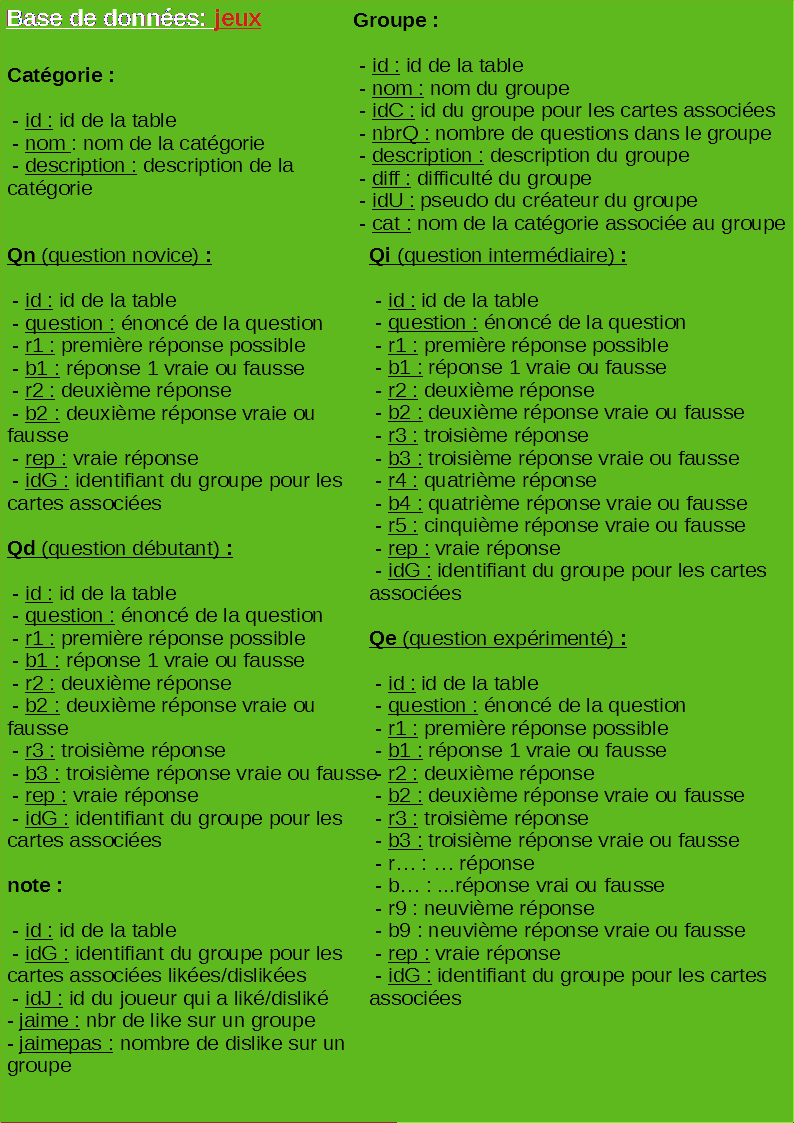 Base de données: jeux
Catégorie :
- id : id de la table
- nom : nom de la catégorie
- description : description de la
catégorie
Groupe :
- id : id de la table
- nom : nom du groupe
- idC : id du groupe pour les cartes associées
- nbrQ : nombre de questions dans le groupe
- description : description du groupe
- diff : difficulté du groupe
- idU : pseudo du créateur du groupe
- cat : nom de la catégorie associée au groupe
Qn (question novice) :
- id : id de la table
- question : énoncé de la question
- r1 : première réponse possible
- b1 : réponse 1 vraie ou fausse
- r2 : deuxième réponse
- b2 : deuxième réponse vraie ou
fausse
- rep : vraie réponse
- idG : identifiant du groupe pour les
cartes associées
Qd (question débutant) :
- id : id de la table
- question : énoncé de la question
- r1 : première réponse possible
- b1 : réponse 1 vraie ou fausse
- r2 : deuxième réponse
- b2 : deuxième réponse vraie ou
fausse
- r3 : troisième réponse
- b3 : troisième réponse vraie ou fausse
- rep : vraie réponse
- idG : identifiant du groupe pour les
cartes associées
note :
- id : id de la table
- idG : identifiant du groupe pour les
cartes associées likées/dislikées
- idJ : id du joueur qui a liké/disliké
- jaime : nbr de like sur un groupe
- jaimepas : nombre de dislike sur un
groupe
Qi (question intermédiaire) :
- id : id de la table
- question : énoncé de la question
- r1 : première réponse possible
- b1 : réponse 1 vraie ou fausse
- r2 : deuxième réponse
- b2 : deuxième réponse vraie ou fausse
- r3 : troisième réponse
- b3 : troisième réponse vraie ou fausse
- r4 : quatrième réponse
- b4 : quatrième réponse vraie ou fausse
- r5 : cinquième réponse vraie ou fausse
- rep : vraie réponse
- idG : identifiant du groupe pour les cartes
associées
Qe (question expérimenté) :
- id : id de la table
- question : énoncé de la question
- r1 : première réponse possible
- b1 : réponse 1 vraie ou fausse
- r2 : deuxième réponse
- b2 : deuxième réponse vraie ou fausse
- r3 : troisième réponse
- b3 : troisième réponse vraie ou fausse
- r… : … réponse
- b… : ...réponse vrai ou fausse
- r9 : neuvième réponse
- b9 : neuvième réponse vraie ou fausse
- rep : vraie réponse
- idG : identifiant du groupe pour les cartes
associées